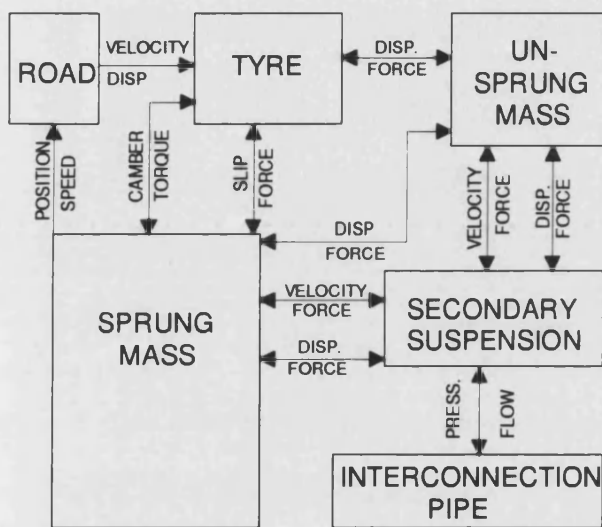 ROAD
VELOCITY
DISP
TYRE
DISP.
FORCE
UN-
SPRUNG
MASS
POSITION
SPEED
CAMBER
TORQUE
SLIP
FORCE
DISP
FORCE
VELOCITY
FORCE
DISP.
FORCE
SPRUNG
MASS
VELOCITY
FORCE
DISP.
FORCE
SECONDARY
SUSPENSION
PRESS.
FLOW
INTERCONNECTION
PIPE